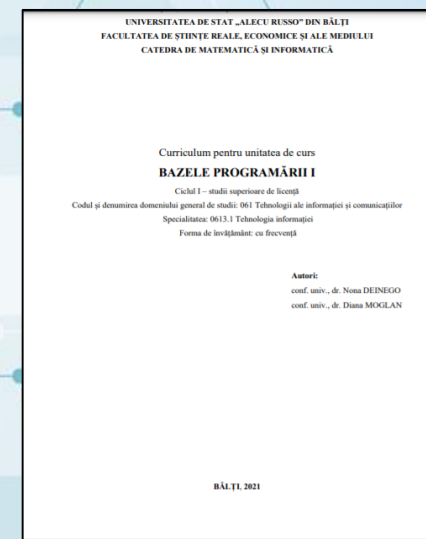 UNIVERSITATEA DE STAT „ALECU RUSSO” DIN BĂLȚI
FACULTATEA DE ȘTIINȚE REALE, ECONOMICE ȘI ALE MEDIULUI
CATEDRA DE MATEMATICĂ ȘI INFORMATICĂ
Curriculum pentru unitatea de curs
BAZELE PROGRAMĂRII I
Ciclul I – studii superioare de licență
Codul și denumirea domeniului general de studii: 061 Tehnologii ale informației și comunicațiilor
Specialitatea: 0613.1 Tehnologia informației
Forma de învățământ: cu frecvență
Autori:
conf. univ., dr. Nona DEINEGO
conf. univ., dr. Diana MOGLAN
BĂLȚI, 2021